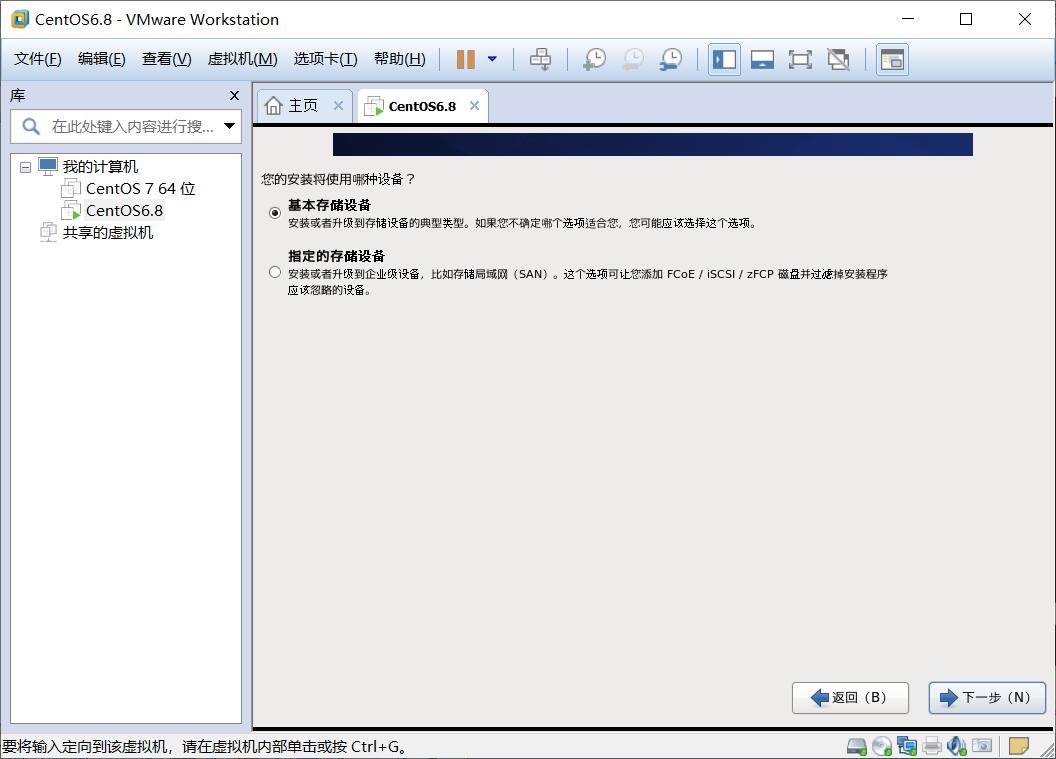 CentOS6.8 - VMware Workstation
文件(F) 编辑(E) 查看(V) 虚拟机(M) 选项卡(T) 帮助(H)
库
在此处键入内容进行搜...
我的计算机
CentOS 7 64 位
CentOS6.8
共享的虚拟机
主页
CentOS6.8
您的安装将使用哪种设备？
基本存储设备
安装或者升级到存储设备的典型类型。如果您不确定哪个选项适合您，您可能应该选择这个选项。
指定的存储设备
安装或者升级到企业级设备，比如存储局域网（SAN）。这个选项可让您添加 FCoE / iSCSI / zFCP 磁盘并过滤掉安装程序
应该忽略的设备。
返回（B）
下一步（N）
要将输入定向到该虚拟机，请在虚拟机内部单击或按 Ctrl+G。